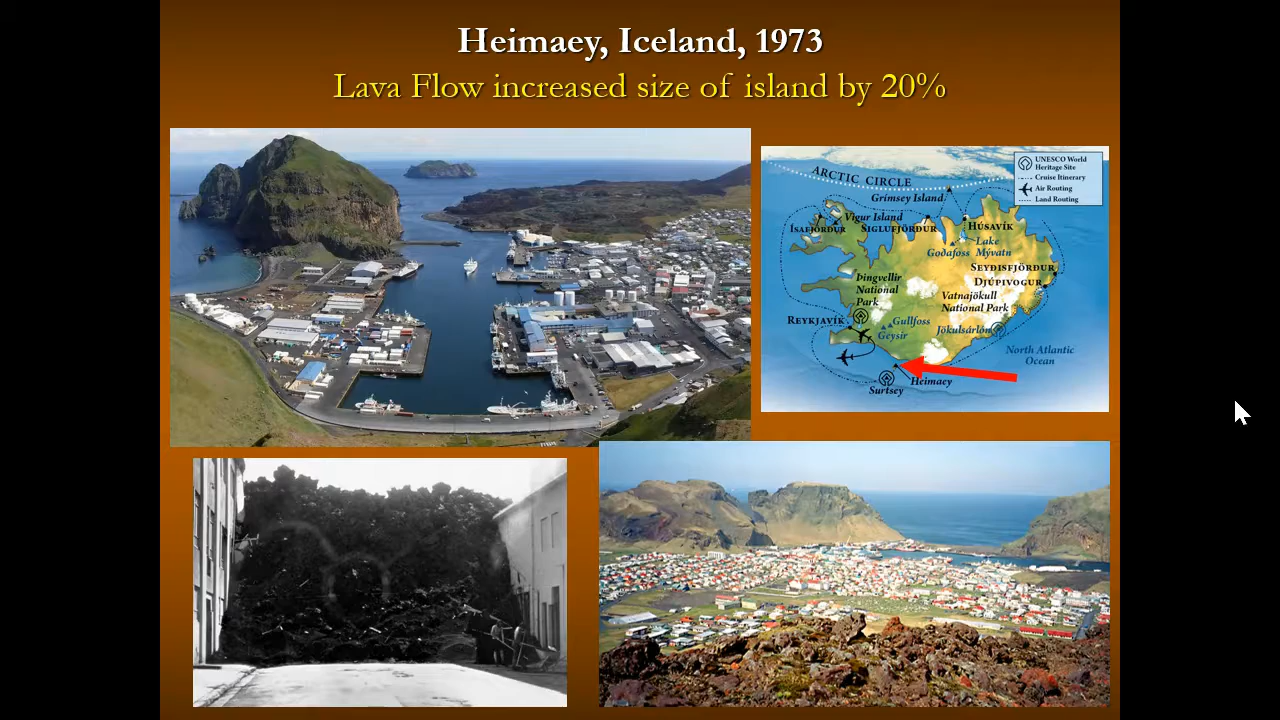 Heimaey, Iceland, 1973
Lava Flow increased size of island by 20%
UNESCO World
Heritage Site
Cruise Itinerary
Air Routing
Land Routing
ARCTIC CIRCLE
Grímsey Island
Vigur Island
ÍSAFJÖRDUR
SIGLUFJÖRDUR
HÚSAVÍK
Lake
Mývatn
Godafoss
SEYDISFJÖRDUR
DJÚPIVOGUR
Þingvellir
National
Park
Vatnajökull
National Park
REYKJAVÍK
Gullfoss
Geysir
Jökulsárlón
North Atlantic
Ocean
Heimaey
Surtsey